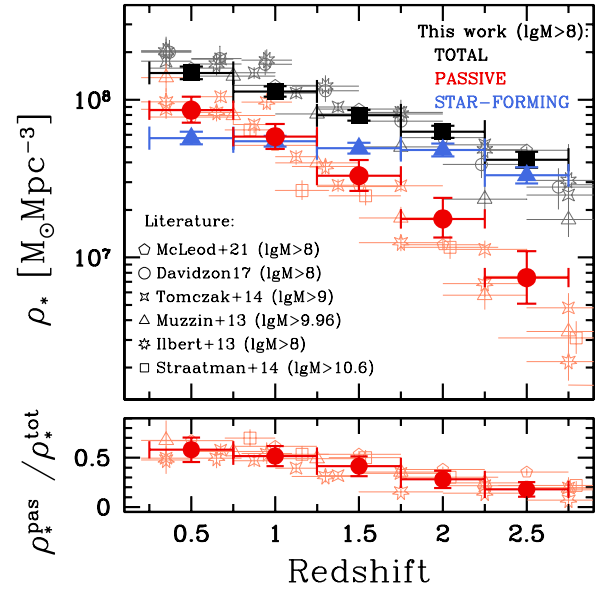 This work (lgM>8):
TOTAL
PASSIVE
STAR-FORMING
10⁸
10⁷
ρ* [M⊙Mpc⁻³]
Literature:
McLeod+21 (lgM>8)
Davidzon17 (lgM>8)
Tomczak+14 (lgM>9)
Muzzin+13 (lgM>9.96)
Ilbert+13 (lgM>8)
Straatman+14 (lgM>10.6)
ρ*ᵖᵃˢ /ρ*ᵗᵒᵗ
0.5
0
0.5 1 1.5 2 2.5
Redshift